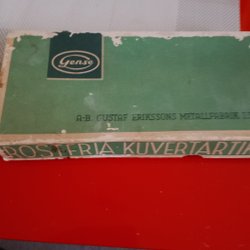 Gense
A-B. GUSTAF ERIKSSONS METALLFABRIK
ROSTFRIA KUVERTARTIK